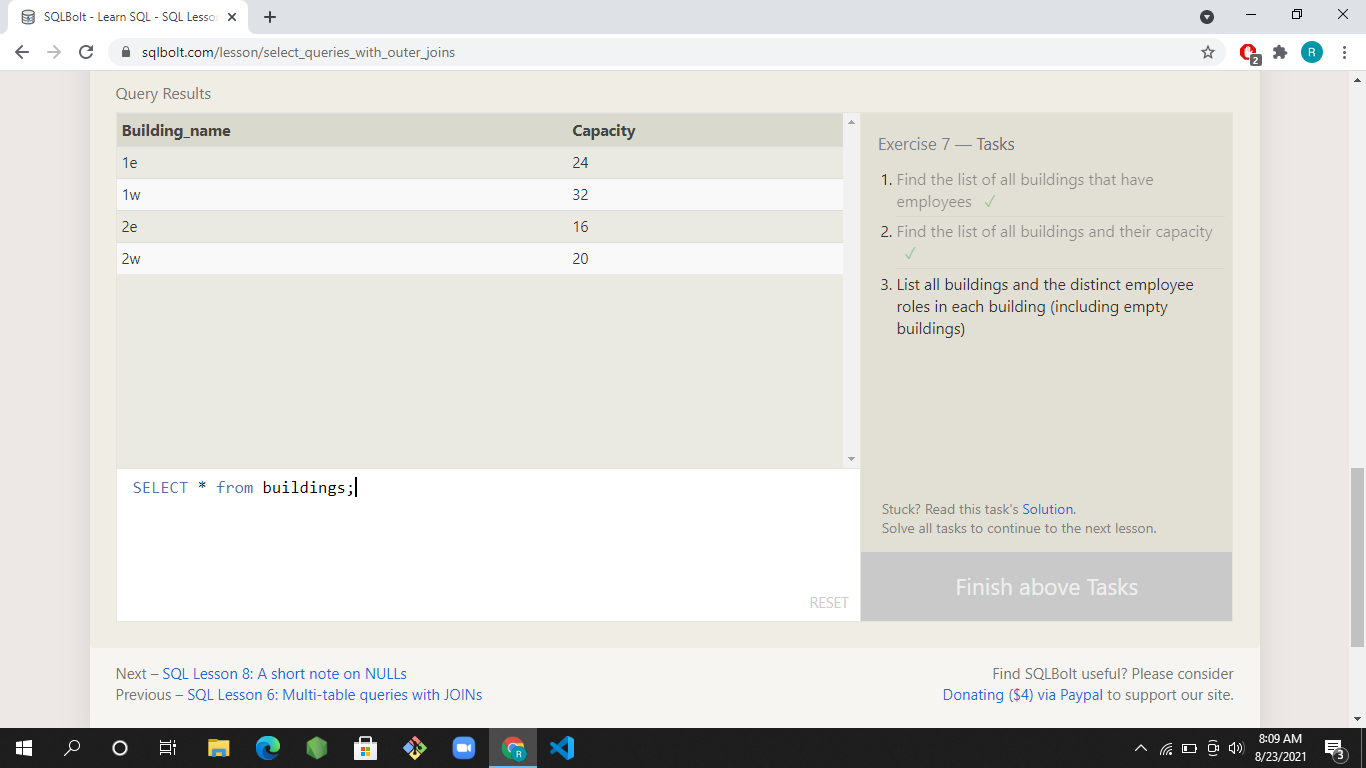 SQLBolt - Learn SQL - SQL Lesson
sqlbolt.com/lesson/select_queries_with_outer_joins
2
R
Query Results
Building_name Capacity
1e 24
1w 32
2e 16
2w 20
SELECT * from buildings;
RESET
Exercise 7 — Tasks
1. Find the list of all buildings that have
employees ✓
2. Find the list of all buildings and their capacity
✓
3. List all buildings and the distinct employee
roles in each building (including empty
buildings)
Stuck? Read this task's Solution.
Solve all tasks to continue to the next lesson.
Finish above Tasks
Next – SQL Lesson 8: A short note on NULLs
Previous – SQL Lesson 6: Multi-table queries with JOINs
Find SQLBolt useful? Please consider
Donating ($4) via Paypal to support our site.
R
8:09 AM
8/23/2021
3